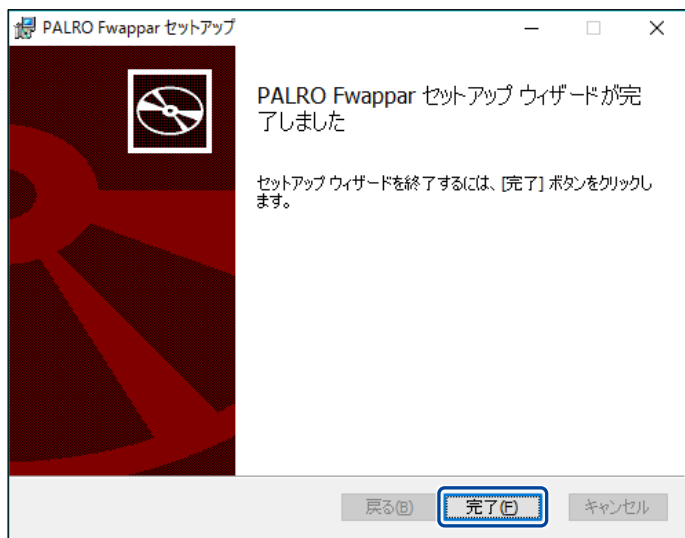 PALRO Fwappar セットアップ
PALRO Fwappar セットアップ ウィザードが完
了しました
セットアップ ウィザードを終了するには、[完了] ボタンをクリックし
ます。
戻る(B) 完了(F) キャンセル